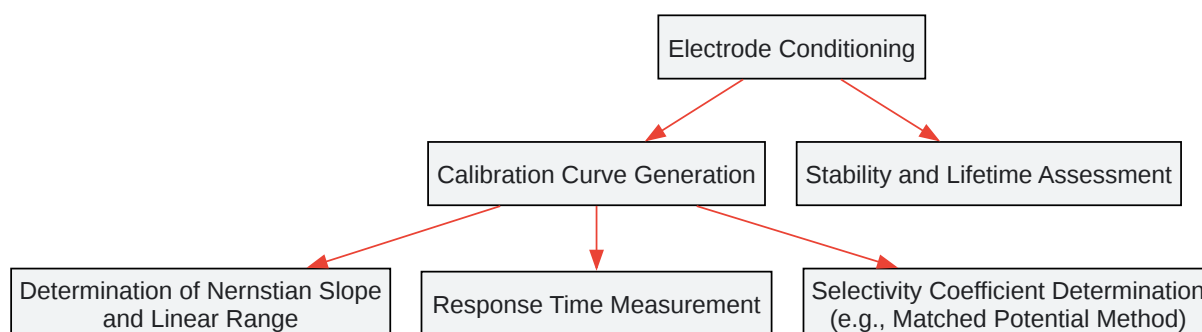 Electrode Conditioning
Calibration Curve Generation
Stability and Lifetime Assessment
Determination of Nernstian Slope
and Linear Range
Response Time Measurement
Selectivity Coefficient Determination
(e.g., Matched Potential Method)